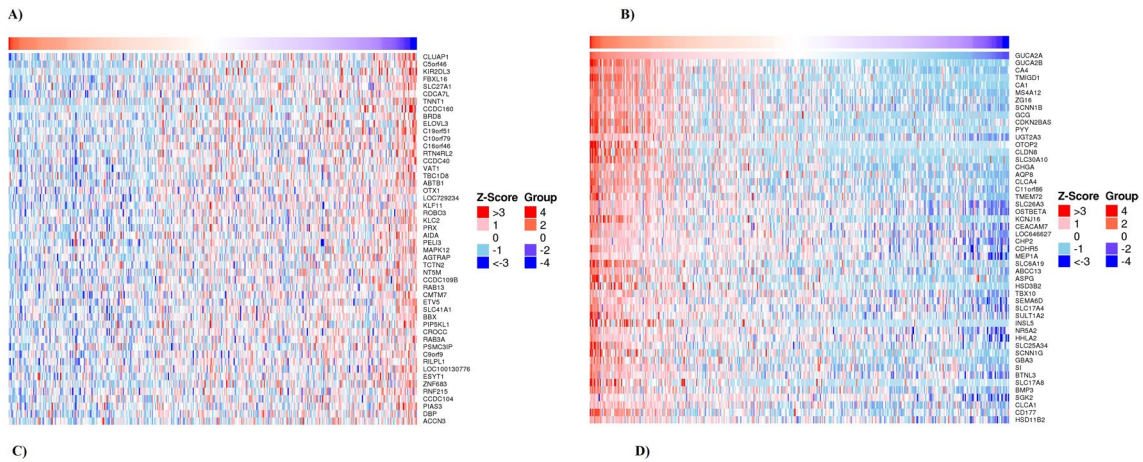 A)
B)
CLUAP1
C5orf46
KIR2DL3
FBXL16
SLC27A1
CDCA7L
TNNT1
CCDC160
BRD8
ELOVL3
C19orf51
C10orf79
C16orf46
RTN4RL2
CCDC40
VAT1
TBC1D8
ABTB1
OTX1
LOC729234
KLF11
ROBO3
KLC2
PRX
AIDA
PELI3
MAPK12
AGTRAP
TCTN2
NT5M
CCDC109B
RAB13
CMTM7
ETV5
SLC41A1
BBX
PIP5KL1
CROCC
RAB3A
PSMC3IP
C9orf9
RILPL1
LOC100130776
ESYT1
ZNF683
RNF215
CCDC104
PIAS3
DBP
ACCN3
Z-Score Group
>3 4
1 2
0 0
-1 -2
<-3 -4
GUCA2A
GUCA2B
CA4
TMIGD1
CA1
MS4A12
ZG16
SCNN1B
GCG
CDKN2BAS
PYY
UGT2A3
OTOP2
CLDN8
SLC30A10
CHGA
AQP8
CLCA4
C11orf86
TMEM72
SLC26A3
OSTBETA
KCNJ16
CEACAM7
LOC646627
CHP2
CDHR5
MEP1A
SLC6A19
ABCC13
ASPG
HSD3B2
TBX10
SEMA6D
SLC17A4
SULT1A2
INSL5
NR5A2
HHLA2
SLC25A34
SCNN1G
GBA3
SI
BTNL3
SLC17A8
BMP3
SGK2
CLCA1
CD177
HSD11B2
Z-Score Group
>3 4
1 2
0 0
-1 -2
<-3 -4
C)
D)